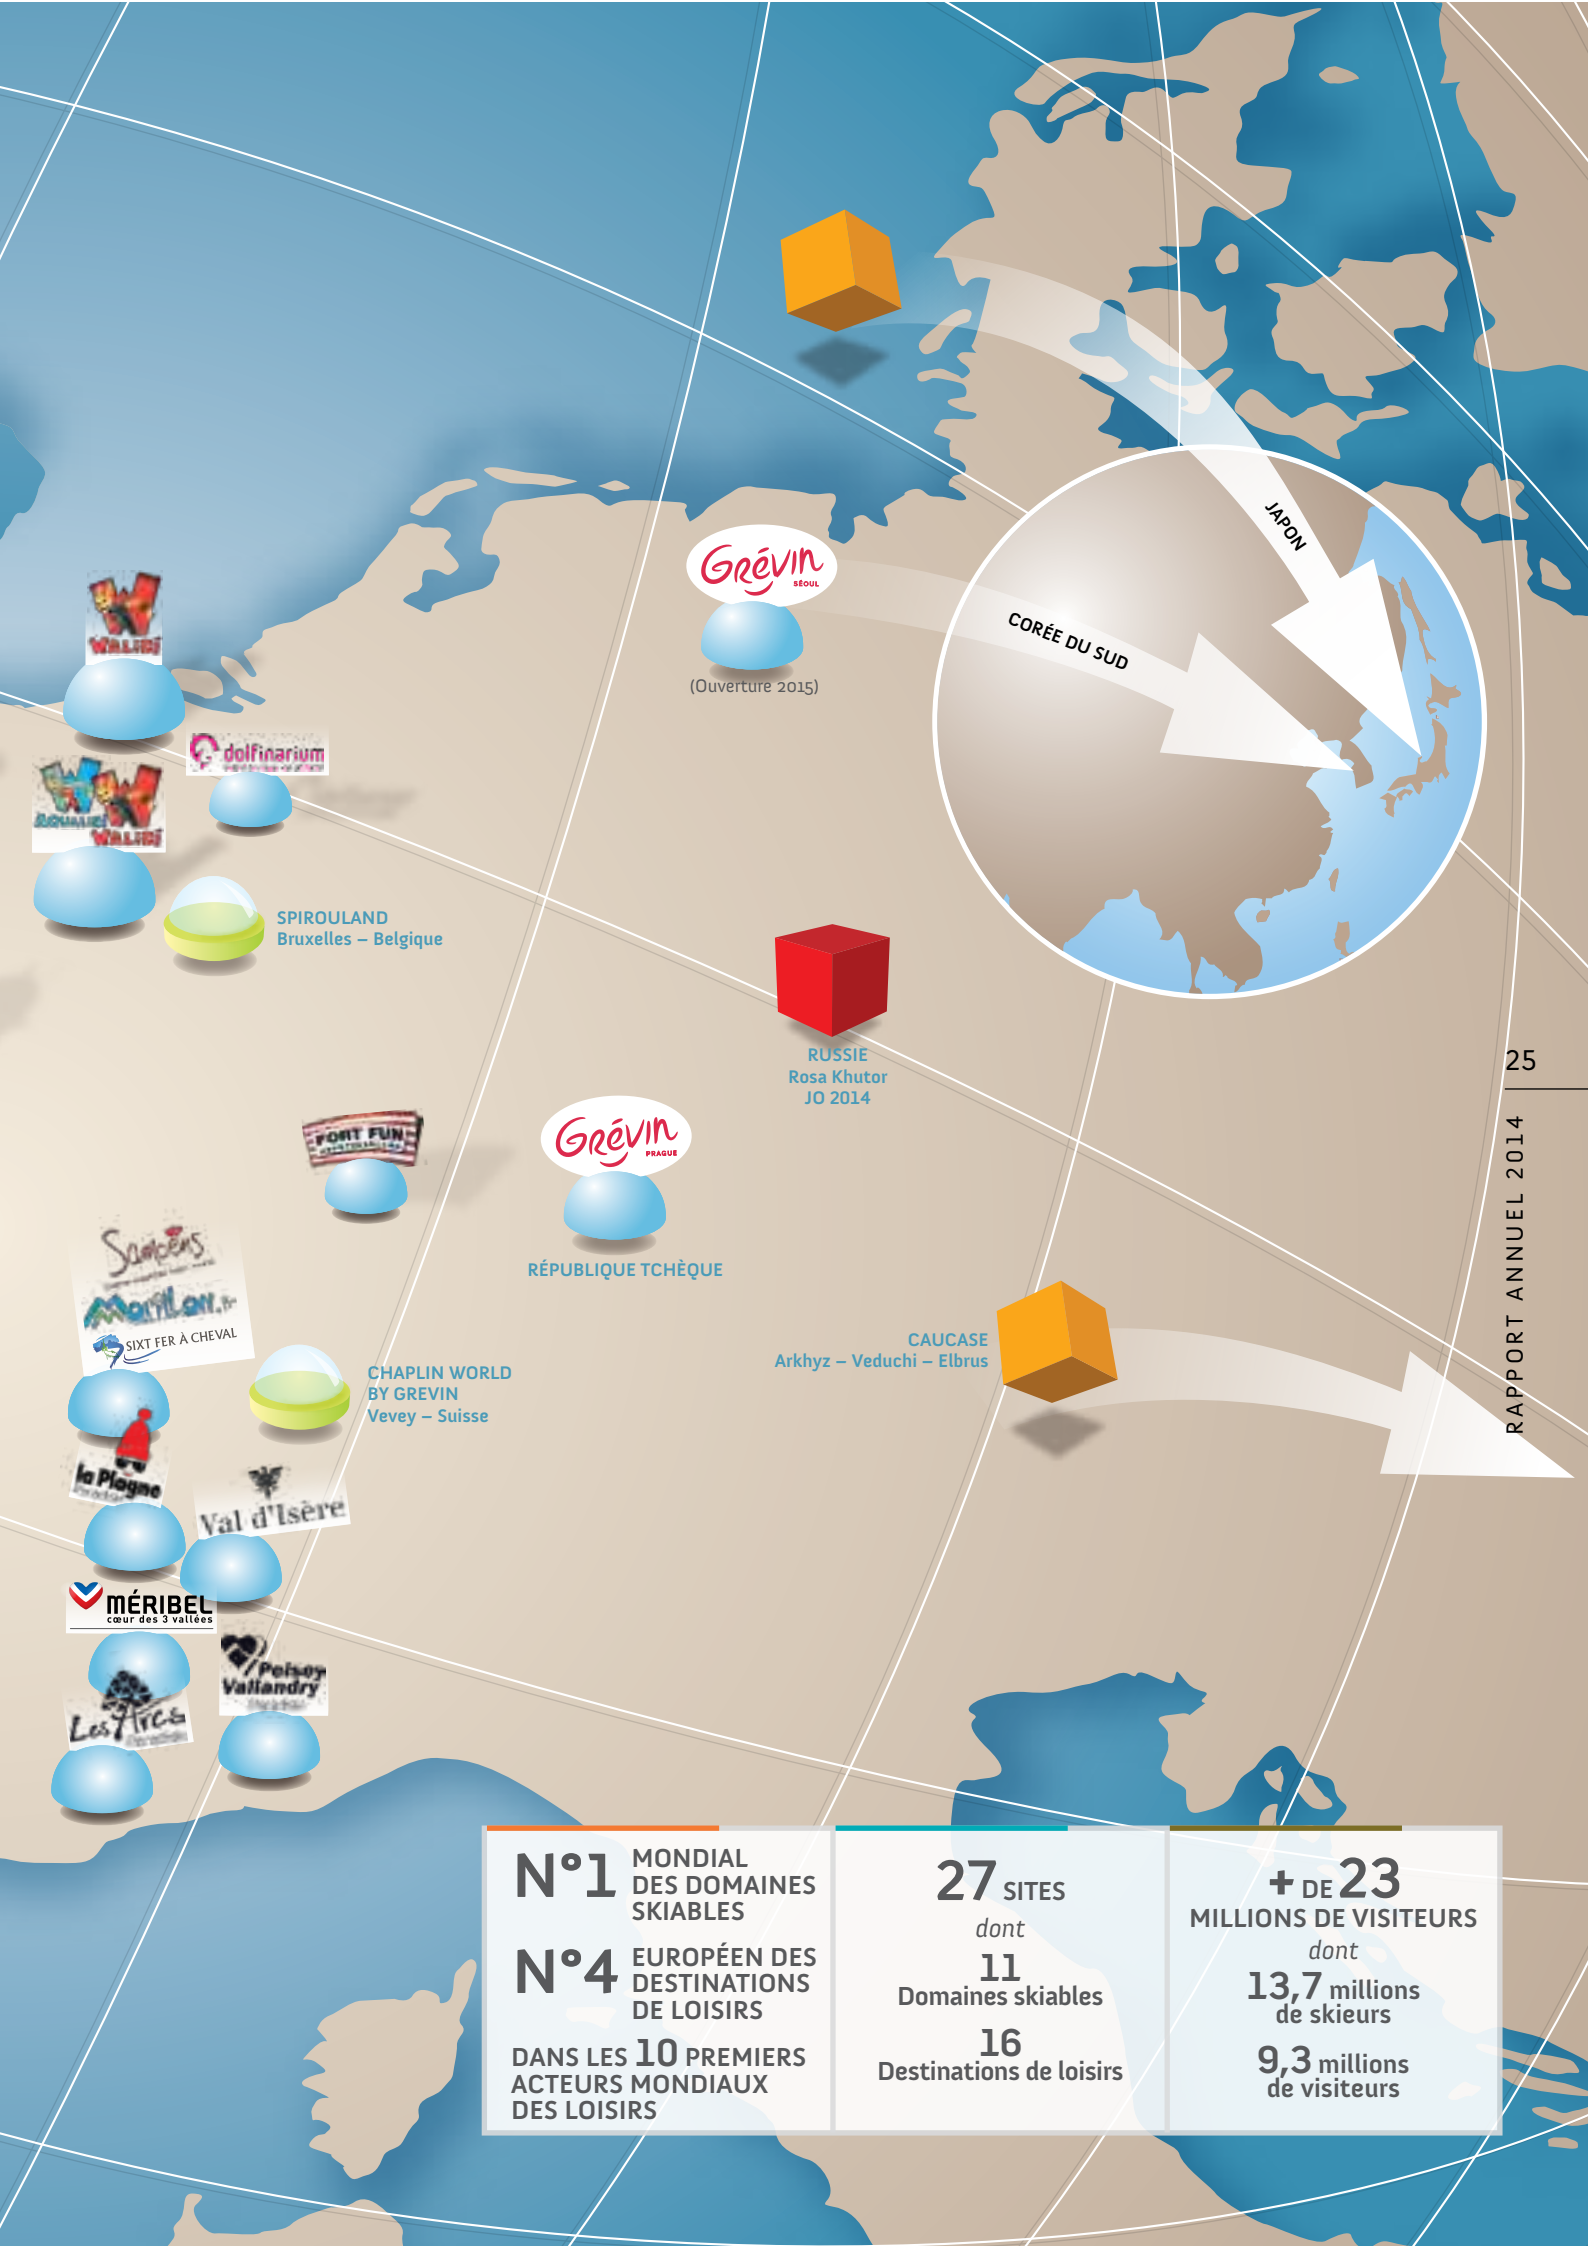 JAPON
GRéVIN
SÉOUL
CORÉE DU SUD
(Ouverture 2015)
WALIBI
dolfinarium
AQUALIBI
WALIBI
SPIROULAND
Bruxelles – Belgique
RUSSIE
Rosa Khutor
JO 2014
25
RAPPORT ANNUEL 2014
FORT FUN
GRéVIN
PRAGUE
RÉPUBLIQUE TCHÈQUE
Samoëns
Morillon.fr
SIXT FER À CHEVAL
CAUCASE
Arkhyz – Veduchi – Elbrus
CHAPLIN WORLD
BY GREVIN
Vevey – Suisse
la Plagne
Val d'Isère
MÉRIBEL
cœur des 3 vallées
Peisey
Vallandry
Les Arcs
N°1 MONDIAL
DES DOMAINES
SKIABLES
N°4 EUROPÉEN DES
DESTINATIONS
DE LOISIRS
DANS LES 10 PREMIERS
ACTEURS MONDIAUX
DES LOISIRS
27 SITES
dont
11
Domaines skiables
16
Destinations de loisirs
+ DE 23
MILLIONS DE VISITEURS
dont
13,7 millions
de skieurs
9,3 millions
de visiteurs